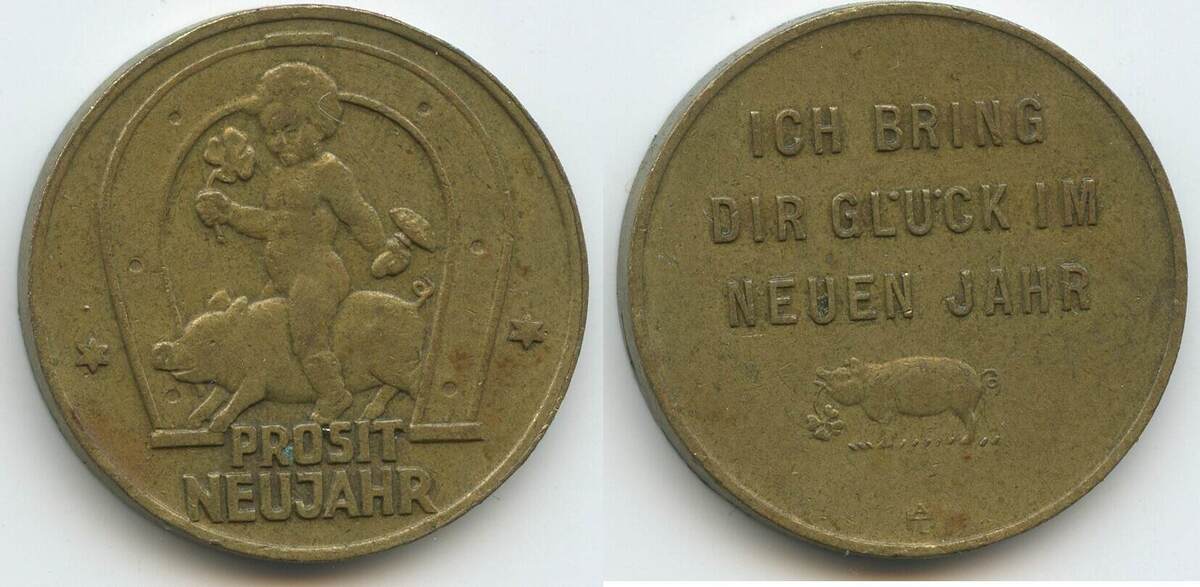 PROSIT
NEUJAHR
ICH BRING
DIR GLÜCK IM
NEUEN JAHR